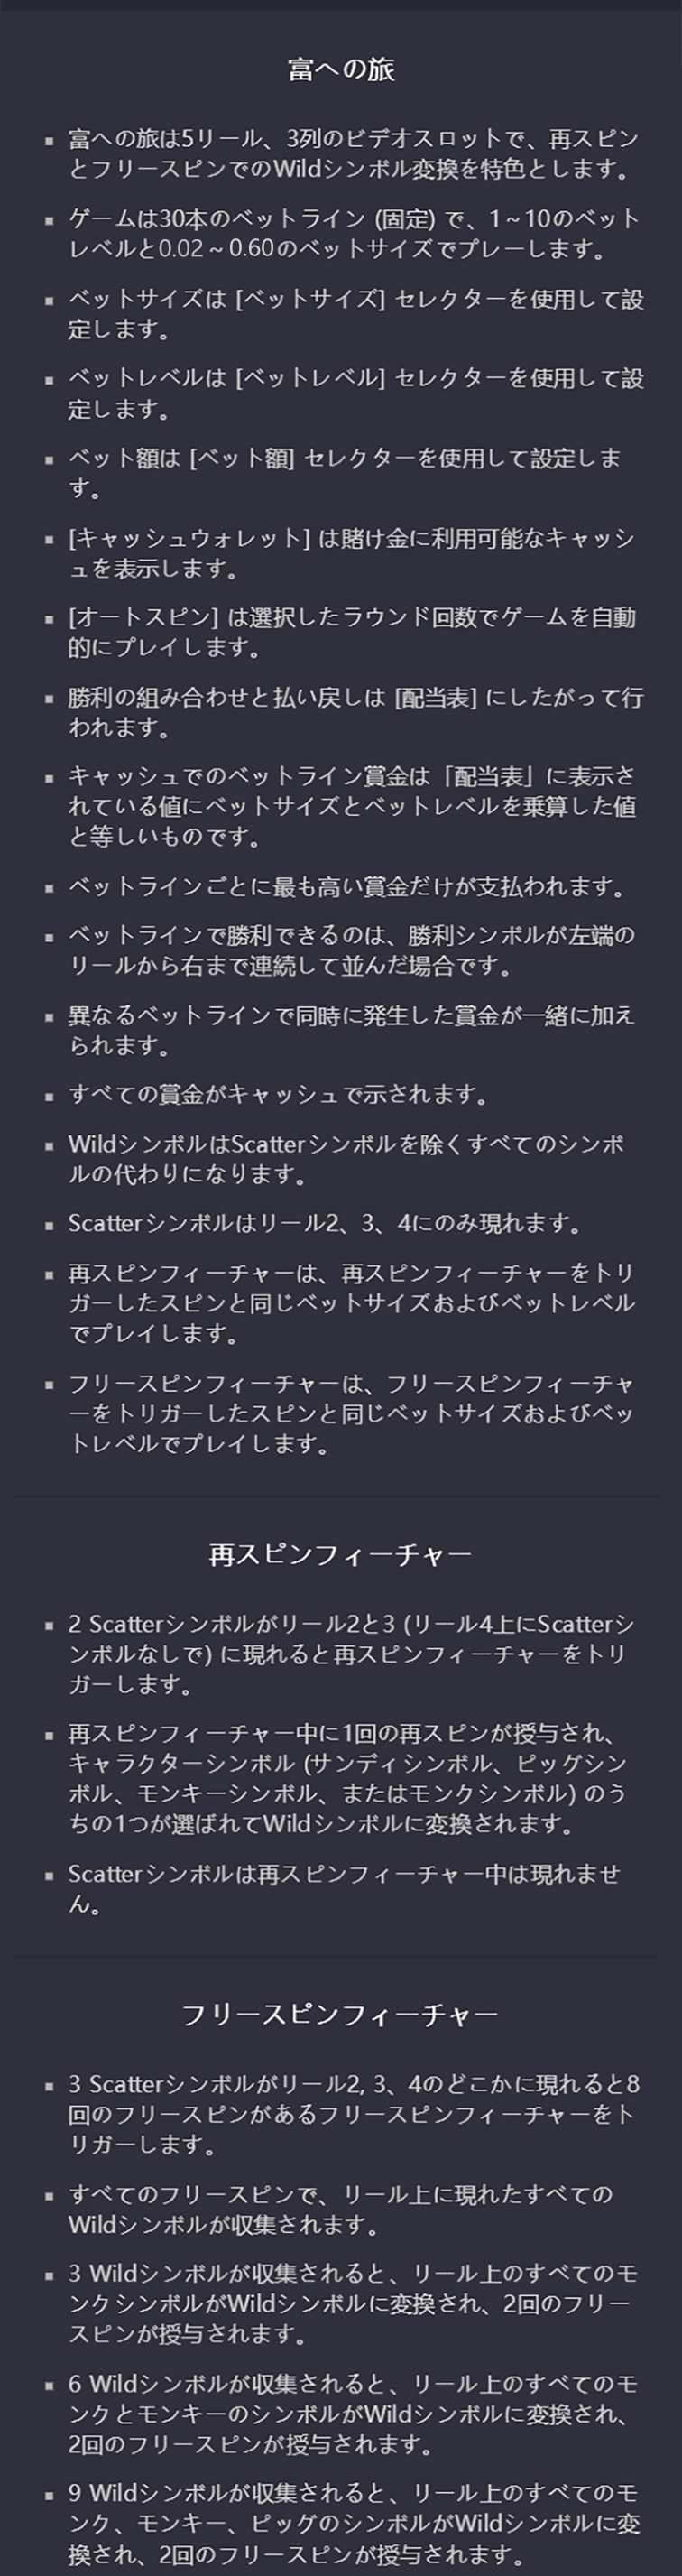 富への旅
▪ 富への旅は5リール、3列のビデオスロットで、再スピン
とフリースピンでのWildシンボル変換を特色とします。
▪ ゲームは30本のベットライン (固定) で、1～10のベット
レベルと0.02～0.60のベットサイズでプレーします。
▪ ベットサイズは [ベットサイズ] セレクターを使用して設
定します。
▪ ベットレベルは [ベットレベル] セレクターを使用して設
定します。
▪ ベット額は [ベット額] セレクターを使用して設定しま
す。
▪ [キャッシュウォレット] は賭け金に利用可能なキャッシ
ュを表示します。
▪ [オートスピン] は選択したラウンド回数でゲームを自動
的にプレイします。
▪ 勝利の組み合わせと払い戻しは [配当表] にしたがって行
われます。
▪ キャッシュでのベットライン賞金は「配当表」に表示さ
れている値にベットサイズとベットレベルを乗算した値
と等しいものです。
▪ ベットラインごとに最も高い賞金だけが支払われます。
▪ ベットラインで勝利できるのは、勝利シンボルが左端の
リールから右まで連続して並んだ場合です。
▪ 異なるベットラインで同時に発生した賞金が一緒に加え
られます。
▪ すべての賞金がキャッシュで示されます。
▪ WildシンボルはScatterシンボルを除くすべてのシンボ
ルの代わりになります。
▪ Scatterシンボルはリール2、3、4にのみ現れます。
▪ 再スピンフィーチャーは、再スピンフィーチャーをトリ
ガーしたスピンと同じベットサイズおよびベットレベル
でプレイします。
▪ フリースピンフィーチャーは、フリースピンフィーチャ
ーをトリガーしたスピンと同じベットサイズおよびベッ
トレベルでプレイします。
再スピンフィーチャー
▪ 2 Scatterシンボルがリール2と3 (リール4上にScatterシ
ンボルなしで) に現れると再スピンフィーチャーをトリ
ガーします。
▪ 再スピンフィーチャー中に1回の再スピンが授与され、
キャラクターシンボル (サンディシンボル、ピッグシン
ボル、モンキーシンボル、またはモンクシンボル) のう
ちの1つが選ばれてWildシンボルに変換されます。
▪ Scatterシンボルは再スピンフィーチャー中は現れませ
ん。
フリースピンフィーチャー
▪ 3 Scatterシンボルがリール2, 3、4のどこかに現れると8
回のフリースピンがあるフリースピンフィーチャーをト
リガーします。
▪ すべてのフリースピンで、リール上に現れたすべての
Wildシンボルが収集されます。
▪ 3 Wildシンボルが収集されると、リール上のすべてのモ
ンクシンボルがWildシンボルに変換され、2回のフリー
スピンが授与されます。
▪ 6 Wildシンボルが収集されると、リール上のすべてのモ
ンクとモンキーのシンボルがWildシンボルに変換され、
2回のフリースピンが授与されます。
▪ 9 Wildシンボルが収集されると、リール上のすべてのモ
ンク、モンキー、ピッグのシンボルがWildシンボルに変
換され、2回のフリースピンが授与されます。